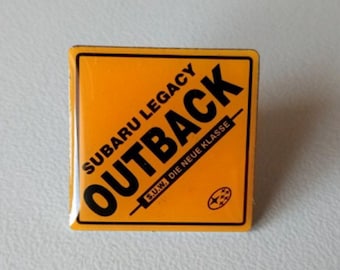 SUBARU LEGACY
OUTBACK
S.U.W. DIE NEUE KLASSE